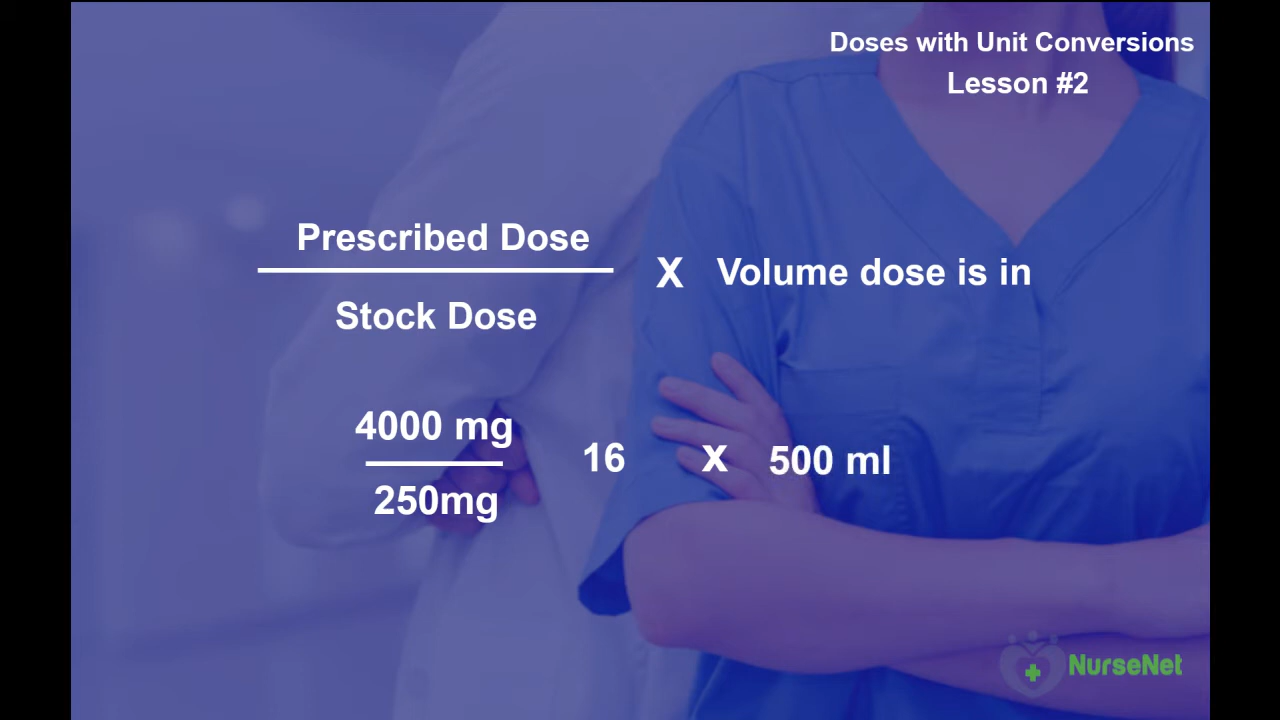 Doses with Unit Conversions
Lesson #2
Prescribed Dose
Stock Dose
X Volume dose is in
4000 mg
250mg
16 x 500 ml
NurseNet